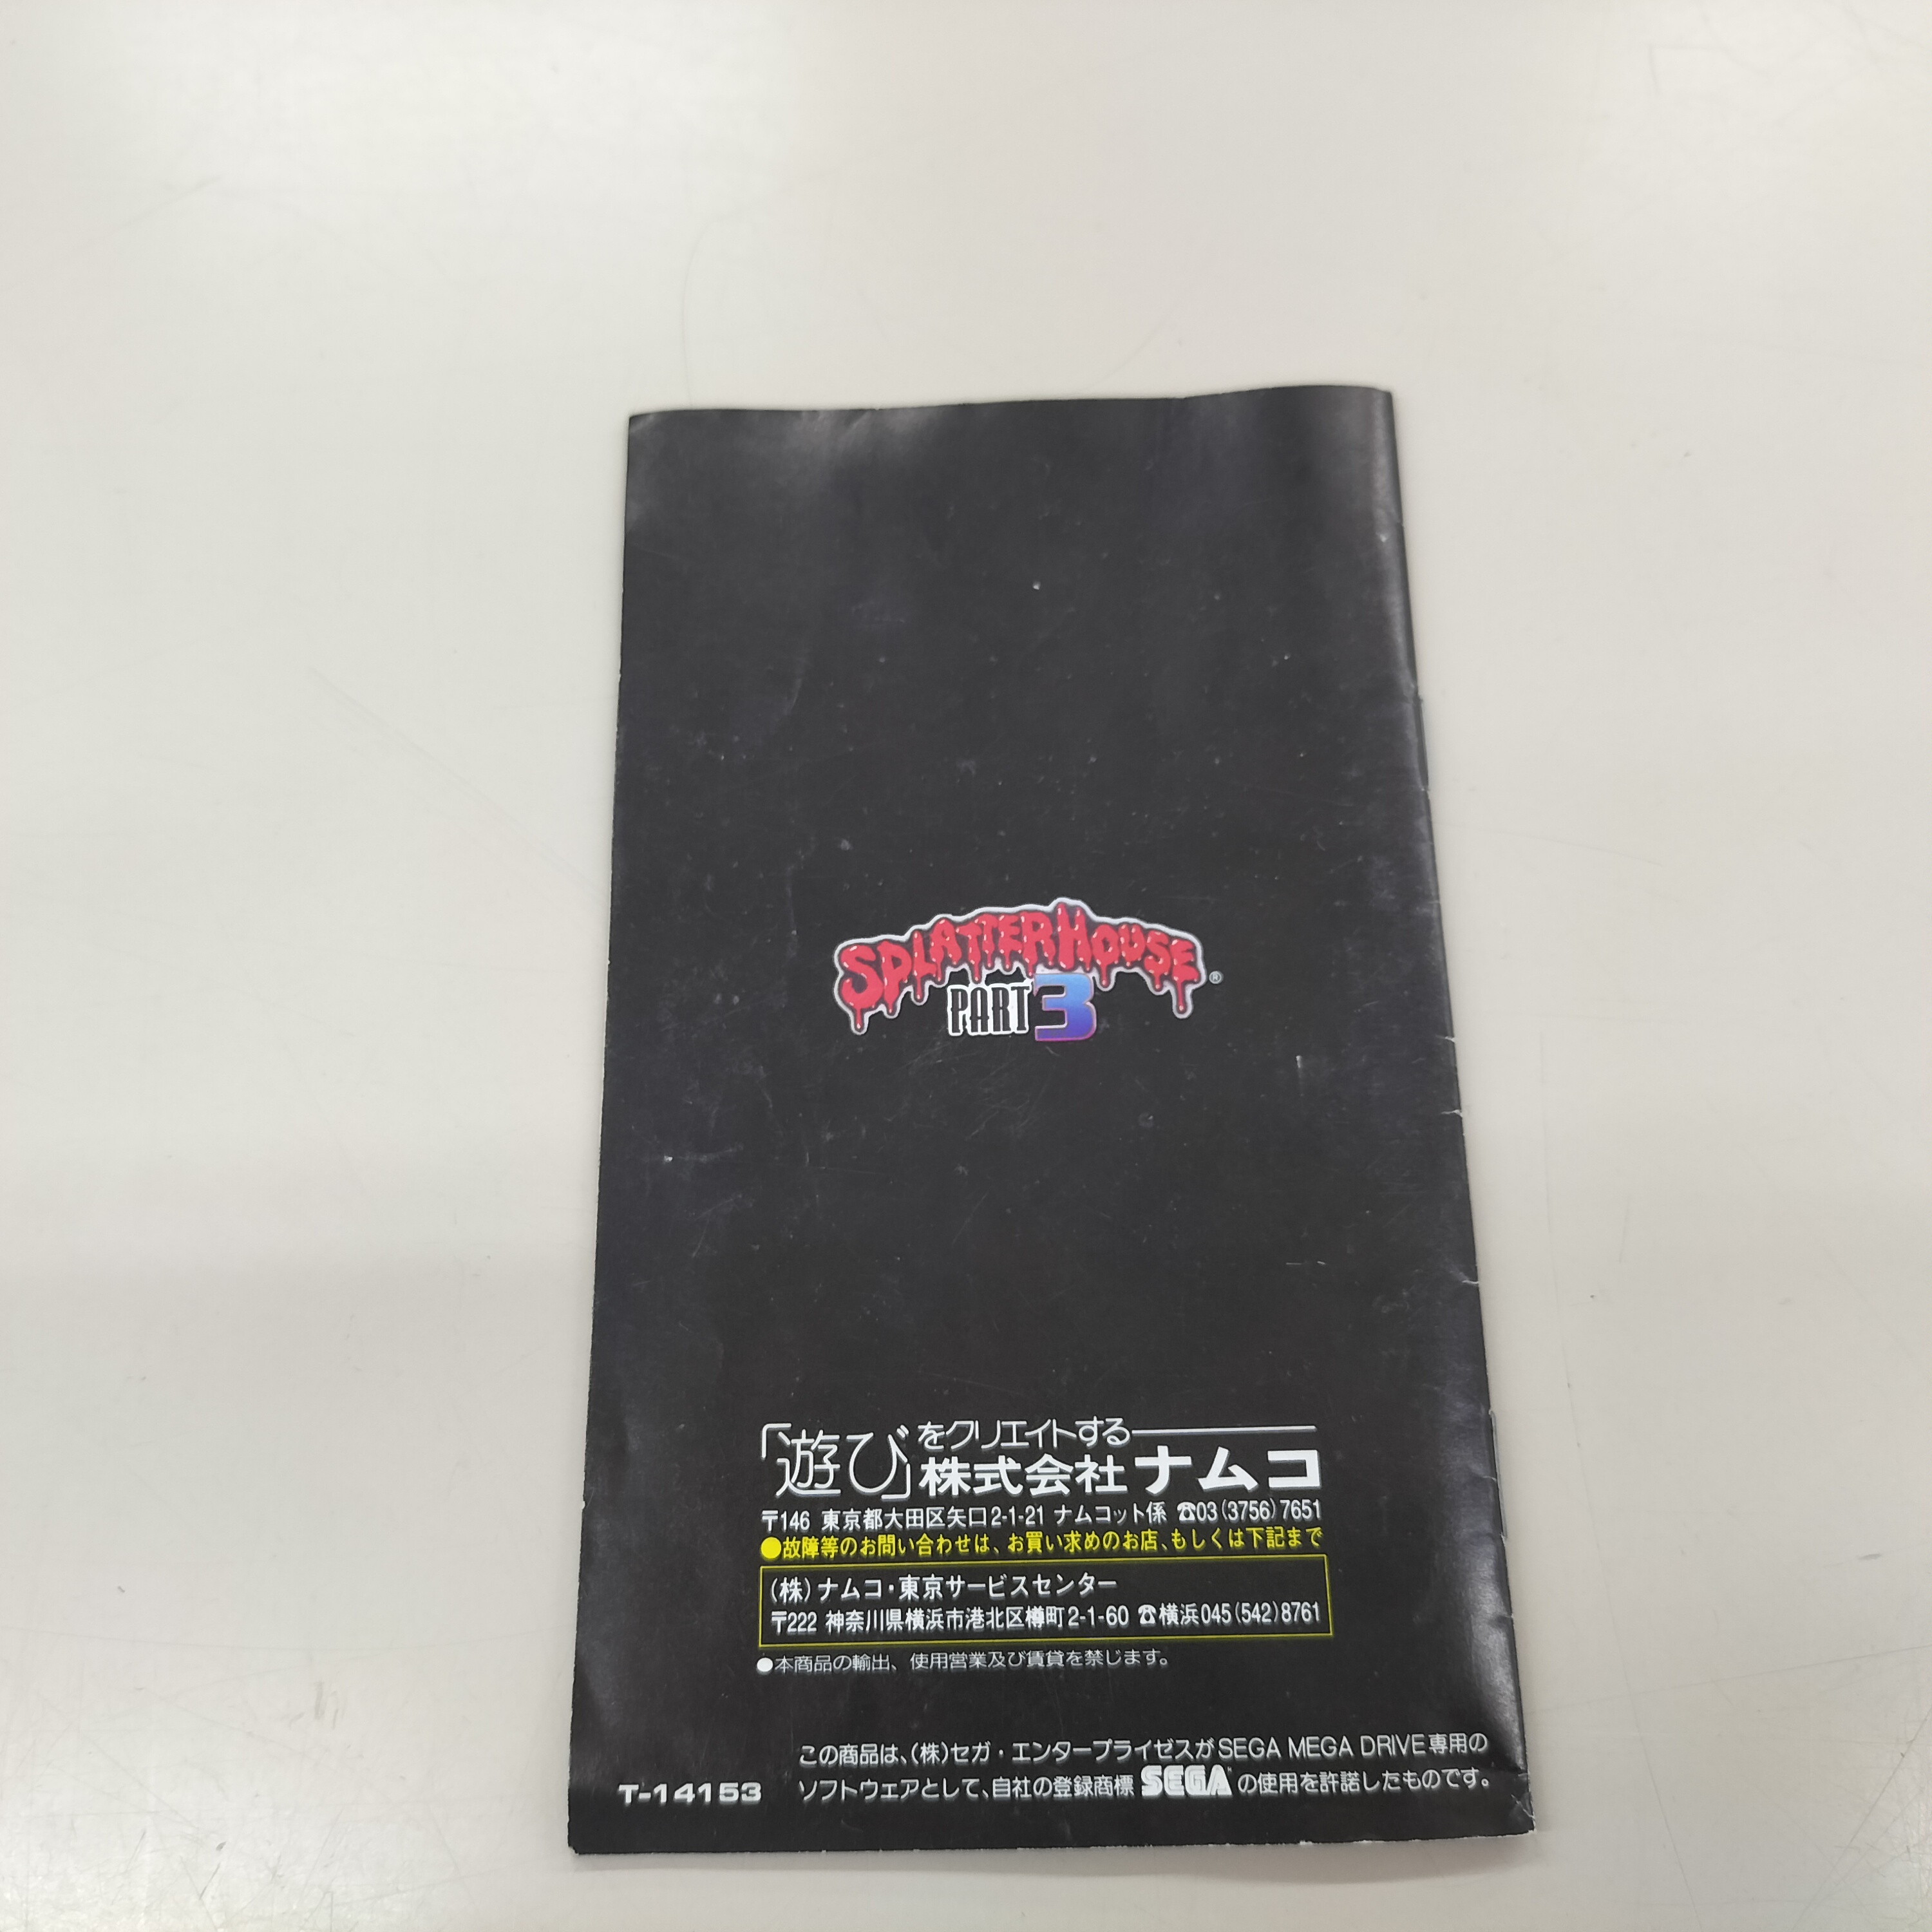 SPLATTERHOUSE ®
PART 3
「遊び」をクリエイトする
株式会社ナムコ
〒146 東京都大田区矢口2-1-21 ナムコット係 ☎03(3756)7651
●故障等のお問い合わせは、お買い求めのお店、もしくは下記まで
(株)ナムコ・東京サービスセンター
〒222 神奈川県横浜市港北区樽町2-1-60 ☎横浜045(542)8761
●本商品の輸出、使用営業及び賃貸を禁じます。
この商品は、(株)セガ・エンタープライゼスがSEGA MEGA DRIVE専用の
ソフトウェアとして、自社の登録商標 SEGA の使用を許諾したものです。
T-14153